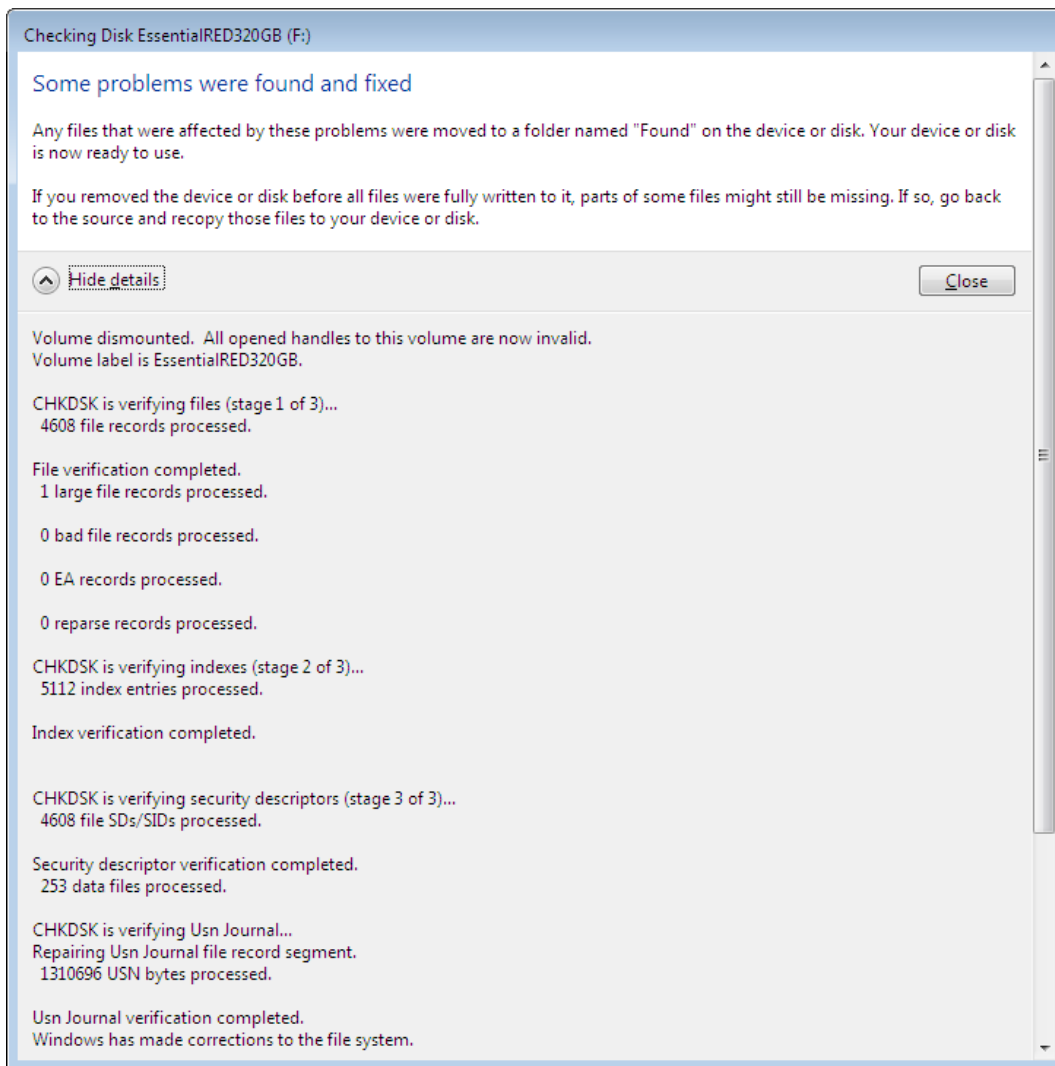 Checking Disk EssentialRED320GB (F:)
Some problems were found and fixed
Any files that were affected by these problems were moved to a folder named "Found" on the device or disk. Your device or disk
is now ready to use.
If you removed the device or disk before all files were fully written to it, parts of some files might still be missing. If so, go back
to the source and recopy those files to your device or disk.
Hide details
Close
Volume dismounted.  All opened handles to this volume are now invalid.
Volume label is EssentialRED320GB.
CHKDSK is verifying files (stage 1 of 3)...
4608 file records processed.
File verification completed.
1 large file records processed.
0 bad file records processed.
0 EA records processed.
0 reparse records processed.
CHKDSK is verifying indexes (stage 2 of 3)...
5112 index entries processed.
Index verification completed.
CHKDSK is verifying security descriptors (stage 3 of 3)...
4608 file SDs/SIDs processed.
Security descriptor verification completed.
253 data files processed.
CHKDSK is verifying Usn Journal...
Repairing Usn Journal file record segment.
1310696 USN bytes processed.
Usn Journal verification completed.
Windows has made corrections to the file system.